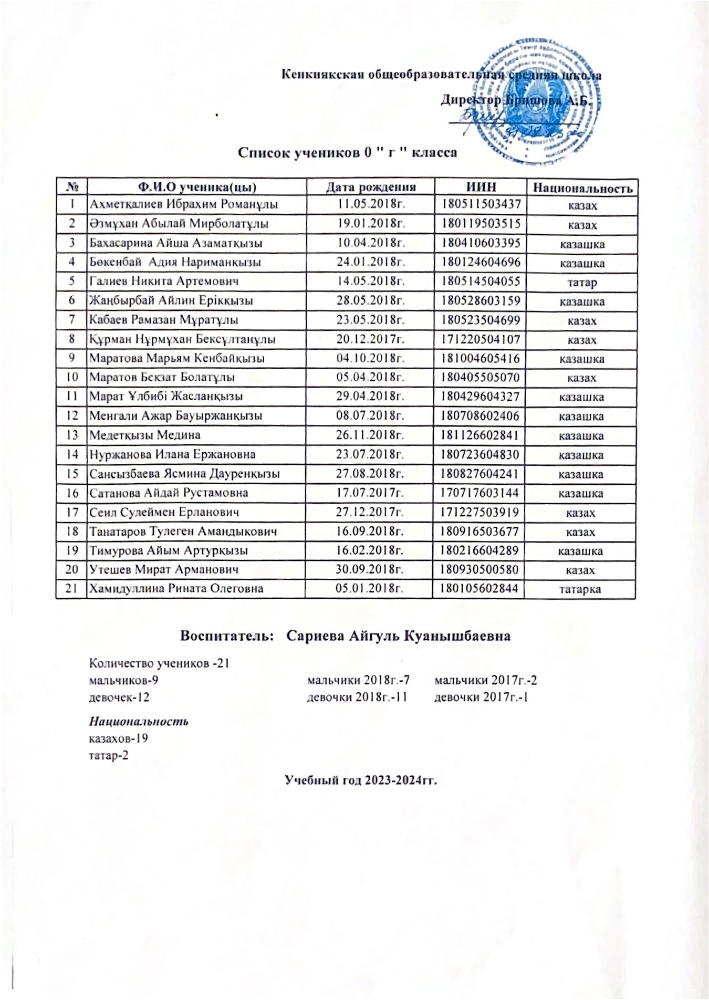 Кенкиякская общеобразовательная средняя школа
Директор Бришова А.Б.
Список учеников 0 " г " класса
№ Ф.И.О ученика(цы) Дата рождения ИИН Национальность
1 Ахметқалиев Ибрахим Романұлы 11.05.2018г. 180511503437 казах
2 Әзмұхан Абылай Мирболатұлы 19.01.2018г. 180119503515 казах
3 Бахасарина Айша Азаматқызы 10.04.2018г. 180410603395 казашка
4 Бөкенбай Адия Нариманқызы 24.01.2018г. 180124604696 казашка
5 Галиев Никита Артемович 14.05.2018г. 180514504055 татар
6 Жаңбырбай Айлин Ерікқызы 28.05.2018г. 180528603159 казашка
7 Кабаев Рамазан Мұратұлы 23.05.2018г. 180523504699 казах
8 Құрман Нұрмұхан Бексұлтанұлы 20.12.2017г. 171220504107 казах
9 Маратова Марьям Кенбайқызы 04.10.2018г. 181004605416 казашка
10 Маратов Бекзат Болатұлы 05.04.2018г. 180405505070 казах
11 Марат Ұлбибі Жасланқызы 29.04.2018г. 180429604327 казашка
12 Менгали Ажар Бауыржанқызы 08.07.2018г. 180708602406 казашка
13 Медетқызы Медина 26.11.2018г. 181126602841 казашка
14 Нуржанова Илана Ержановна 23.07.2018г. 180723604830 казашка
15 Сансызбаева Ясмина Дауренқызы 27.08.2018г. 180827604241 казашка
16 Сатанова Айдай Рустамовна 17.07.2017г. 170717603144 казашка
17 Сеил Сулеймен Ерланович 27.12.2017г. 171227503919 казах
18 Танатаров Тулеген Амандыкович 16.09.2018г. 180916503677 казах
19 Тимурова Айым Артурқызы 16.02.2018г. 180216604289 казашка
20 Утешев Мират Арманович 30.09.2018г. 180930500580 казах
21 Хамидуллина Рината Олеговна 05.01.2018г. 180105602844 татарка
Воспитатель: Сариева Айгуль Куанышбаевна
Количество учеников -21
мальчиков-9 мальчики 2018г.-7 мальчики 2017г.-2
девочек-12 девочки 2018г.-11 девочки 2017г.-1
Национальность
казахов-19
татар-2
Учебный год 2023-2024гг.